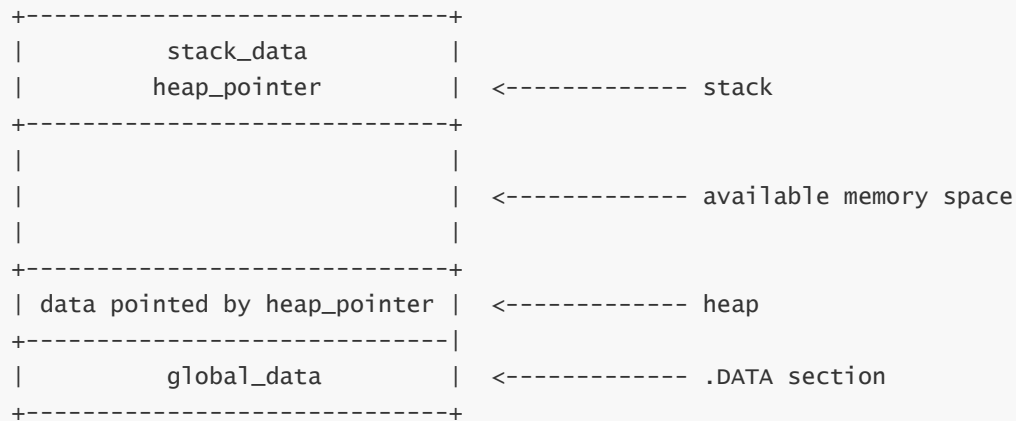 +------------------------------+
|          stack_data          |
|         heap_pointer         |  <------------- stack
+------------------------------+
|                              |
|                              |  <------------- available memory space
|                              |
+------------------------------+
| data pointed by heap_pointer |  <------------- heap
+------------------------------|
|          global_data         |  <------------- .DATA section
+------------------------------+